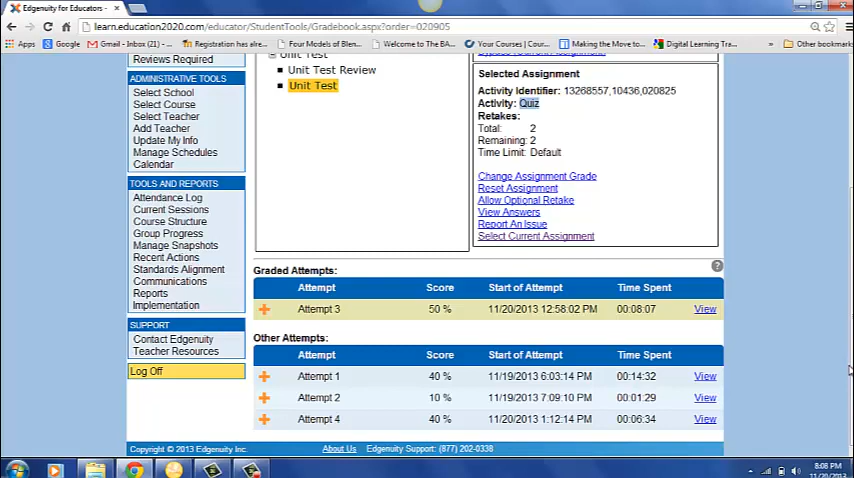 Edgenuity for Educators -
learn.education2020.com/educator/StudentTools/Gradebook.aspx?order=020905
Apps Google Gmail - Inbox (21) - Registration has alre... Four Models of Blen... Welcome to The BA... Your Courses | Cour... Making the Move to... Digital Learning Tra... » Other bookmarks
Reviews Required
ADMINISTRATIVE TOOLS
Select School
Select Course
Select Teacher
Add Teacher
Update My Info
Manage Schedules
Calendar
TOOLS AND REPORTS
Attendance Log
Current Sessions
Course Structure
Group Progress
Manage Snapshots
Recent Actions
Standards Alignment
Communications
Reports
Implementation
SUPPORT
Contact Edgenuity
Teacher Resources
Log Off
Unit Test
Unit Test Review
Unit Test
Selected Assignment
Activity Identifier: 13268557,10436,020825
Activity: Quiz
Retakes:
Total: 2
Remaining: 2
Time Limit: Default
Change Assignment Grade
Reset Assignment
Allow Optional Retake
View Answers
Report An Issue
Select Current Assignment
?
Graded Attempts:
Attempt Score Start of Attempt Time Spent
Attempt 3 50 % 11/20/2013 12:58:02 PM 00:08:07 View
Other Attempts:
Attempt Score Start of Attempt Time Spent
Attempt 1 40 % 11/19/2013 6:03:14 PM 00:14:32 View
Attempt 2 10 % 11/19/2013 7:09:10 PM 00:01:29 View
Attempt 4 40 % 11/20/2013 1:12:14 PM 00:06:34 View
Copyright © 2013 Edgenuity Inc. About Us Edgenuity Support: (877) 202-0338
8:08 PM
11/20/2013